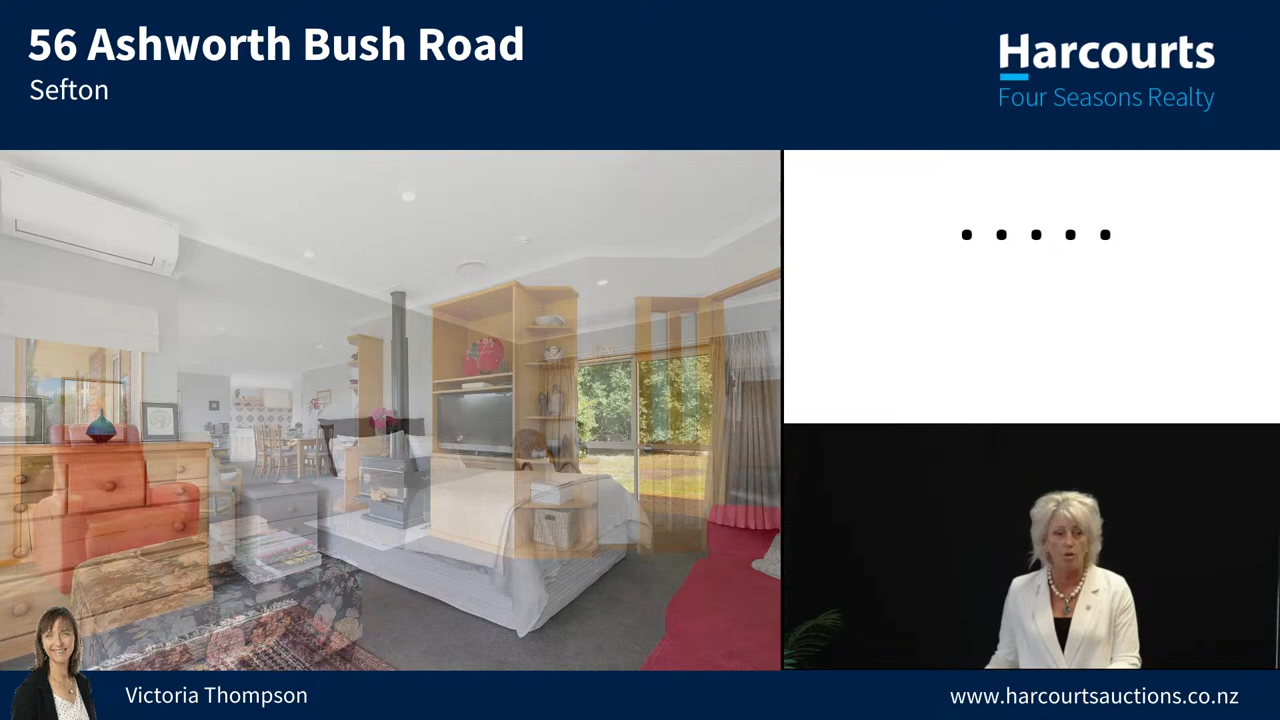 56 Ashworth Bush Road
Sefton
Harcourts
Four Seasons Realty
.....
Victoria Thompson
www.harcourtsauctions.co.nz